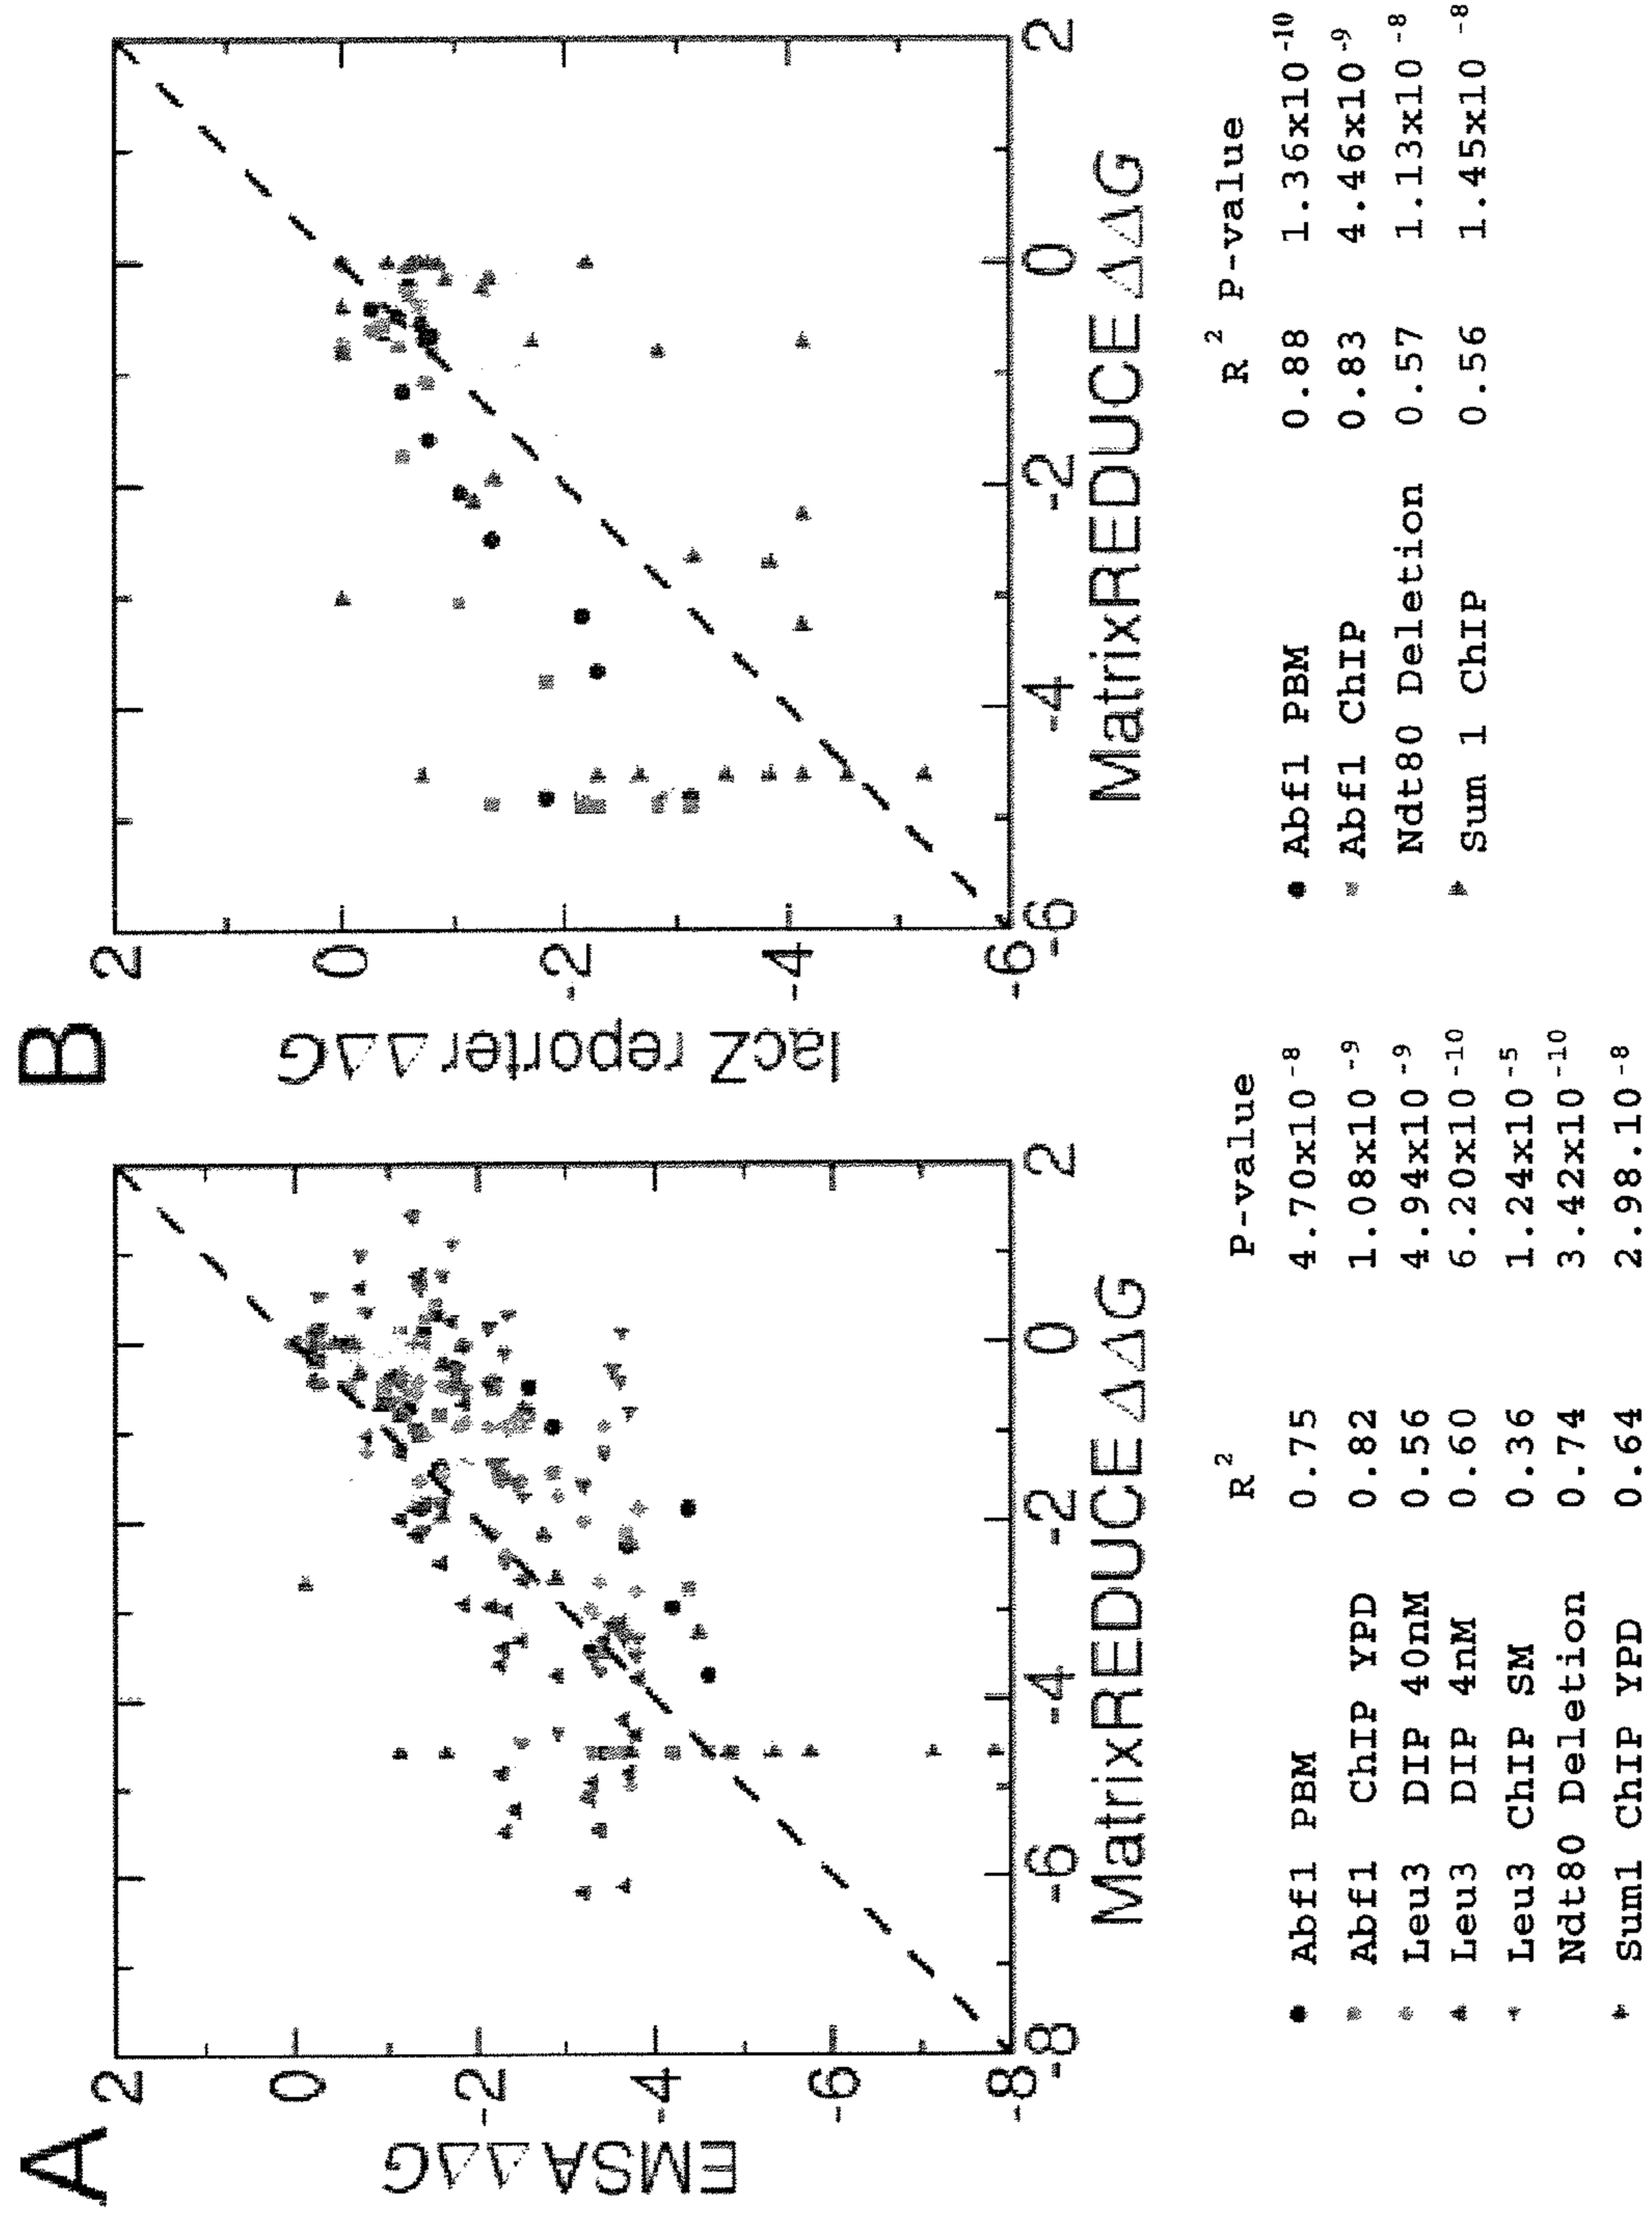 A
EMSA ΔΔG
2
0
-2
-4
-6
-8
-8
-6
-4
-2
0
2
MatrixREDUCE ΔΔG
R² P-value
Abf1 PBM 0.75 4.70x10⁻⁸
Abf1 ChIP YPD 0.82 1.08x10⁻⁹
Leu3 DIP 40nM 0.56 4.94x10⁻⁹
Leu3 DIP 4nM 0.60 6.20x10⁻¹⁰
Leu3 ChIP SM 0.36 1.24x10⁻⁵
Ndt80 Deletion 0.74 3.42x10⁻¹⁰
Sum1 ChIP YPD 0.64 2.98.10⁻⁸
B
lacZ reporter ΔΔG
2
0
-2
-4
-6
-6
-4
-2
0
2
MatrixREDUCE ΔΔG
R² P-value
Abf1 PBM 0.88 1.36x10⁻¹⁰
Abf1 ChIP 0.83 4.46x10⁻⁹
Ndt80 Deletion 0.57 1.13x10⁻⁸
Sum 1 ChIP 0.56 1.45x10⁻⁸